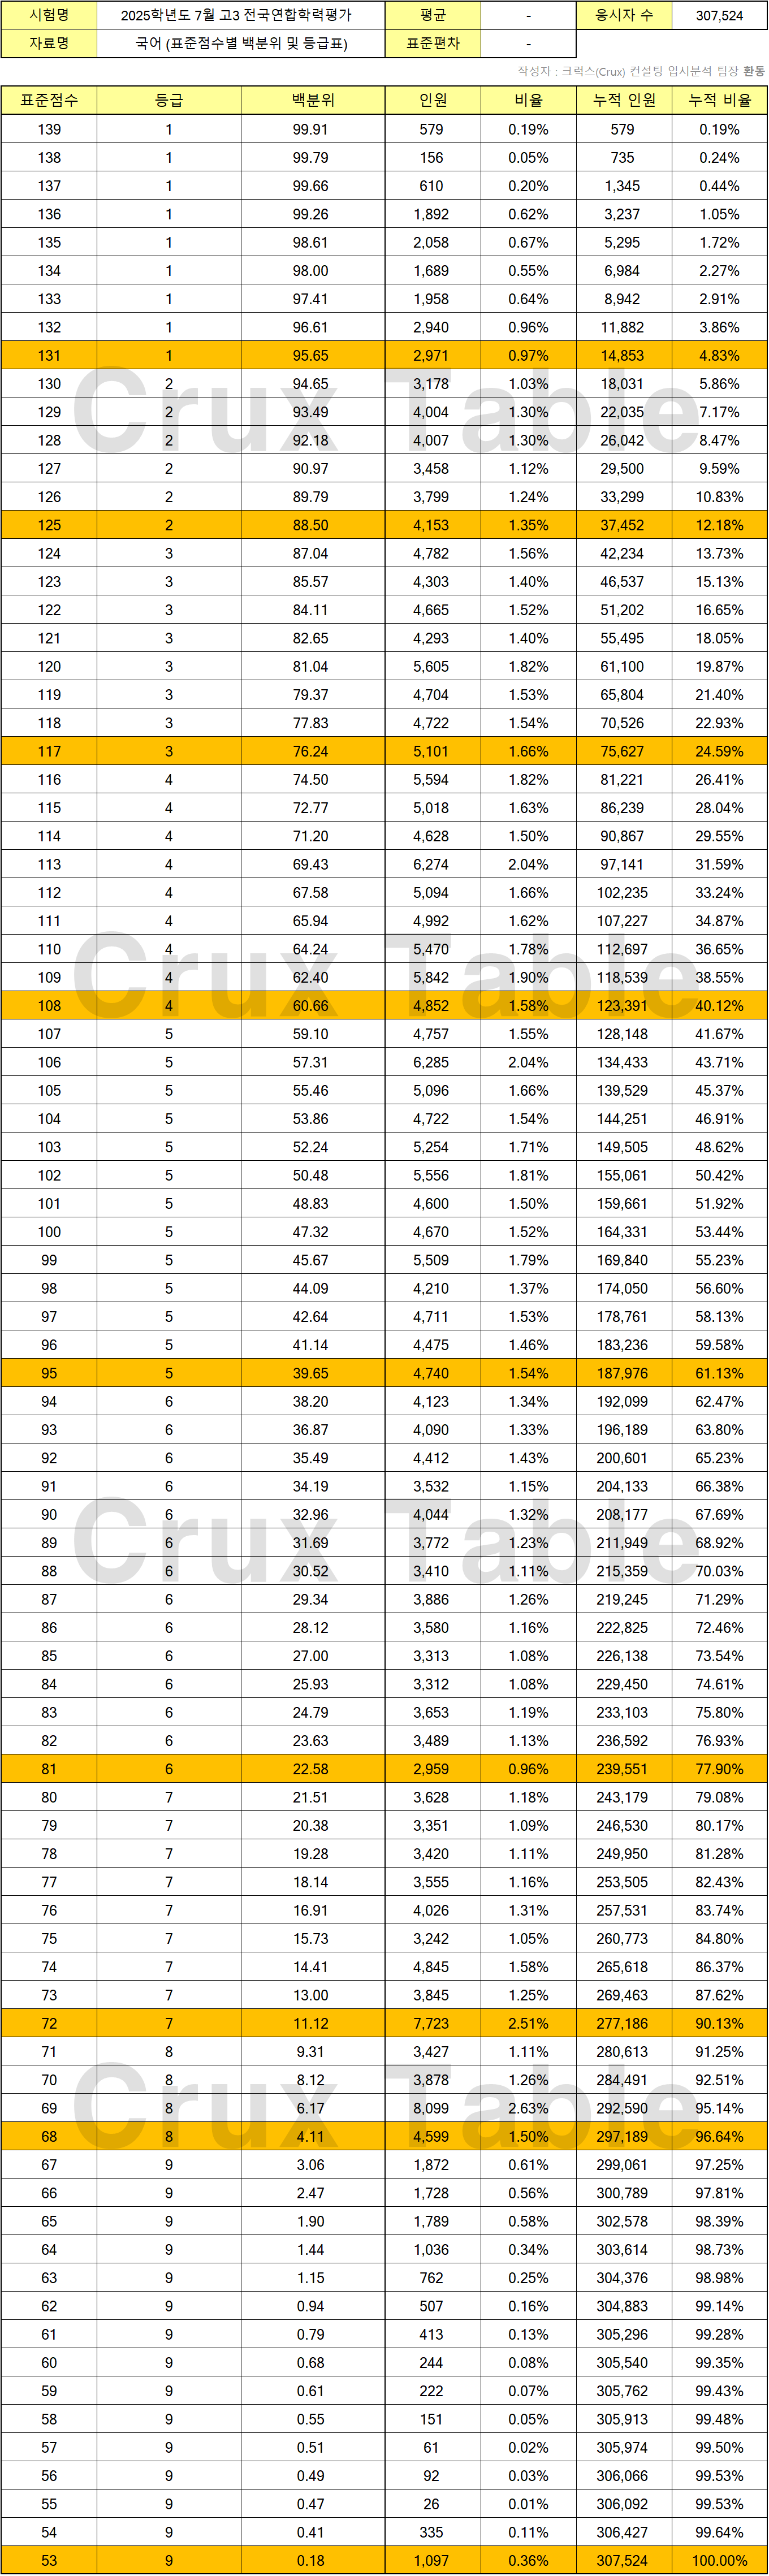 시험명 2025학년도 7월 고3 전국연합학력평가 평균 - 응시자 수 307,524
자료명 국어 (표준점수별 백분위 및 등급표) 표준편차 -
작성자 : 크럭스(Crux) 컨설팅 입시분석 팀장 환동
표준점수 등급 백분위 인원 비율 누적 인원 누적 비율
139 1 99.91 579 0.19% 579 0.19%
138 1 99.79 156 0.05% 735 0.24%
137 1 99.66 610 0.20% 1,345 0.44%
136 1 99.26 1,892 0.62% 3,237 1.05%
135 1 98.61 2,058 0.67% 5,295 1.72%
134 1 98.00 1,689 0.55% 6,984 2.27%
133 1 97.41 1,958 0.64% 8,942 2.91%
132 1 96.61 2,940 0.96% 11,882 3.86%
131 1 95.65 2,971 0.97% 14,853 4.83%
130 2 94.65 3,178 1.03% 18,031 5.86%
129 2 93.49 4,004 1.30% 22,035 7.17%
Crux Table
128 2 92.18 4,007 1.30% 26,042 8.47%
127 2 90.97 3,458 1.12% 29,500 9.59%
126 2 89.79 3,799 1.24% 33,299 10.83%
125 2 88.50 4,153 1.35% 37,452 12.18%
124 3 87.04 4,782 1.56% 42,234 13.73%
123 3 85.57 4,303 1.40% 46,537 15.13%
122 3 84.11 4,665 1.52% 51,202 16.65%
121 3 82.65 4,293 1.40% 55,495 18.05%
120 3 81.04 5,605 1.82% 61,100 19.87%
119 3 79.37 4,704 1.53% 65,804 21.40%
118 3 77.83 4,722 1.54% 70,526 22.93%
117 3 76.24 5,101 1.66% 75,627 24.59%
116 4 74.50 5,594 1.82% 81,221 26.41%
115 4 72.77 5,018 1.63% 86,239 28.04%
114 4 71.20 4,628 1.50% 90,867 29.55%
113 4 69.43 6,274 2.04% 97,141 31.59%
112 4 67.58 5,094 1.66% 102,235 33.24%
111 4 65.94 4,992 1.62% 107,227 34.87%
110 4 64.24 5,470 1.78% 112,697 36.65%
109 4 62.40 5,842 1.90% 118,539 38.55%
Crux Table
108 4 60.66 4,852 1.58% 123,391 40.12%
107 5 59.10 4,757 1.55% 128,148 41.67%
106 5 57.31 6,285 2.04% 134,433 43.71%
105 5 55.46 5,096 1.66% 139,529 45.37%
104 5 53.86 4,722 1.54% 144,251 46.91%
103 5 52.24 5,254 1.71% 149,505 48.62%
102 5 50.48 5,556 1.81% 155,061 50.42%
101 5 48.83 4,600 1.50% 159,661 51.92%
100 5 47.32 4,670 1.52% 164,331 53.44%
99 5 45.67 5,509 1.79% 169,840 55.23%
98 5 44.09 4,210 1.37% 174,050 56.60%
97 5 42.64 4,711 1.53% 178,761 58.13%
96 5 41.14 4,475 1.46% 183,236 59.58%
95 5 39.65 4,740 1.54% 187,976 61.13%
94 6 38.20 4,123 1.34% 192,099 62.47%
93 6 36.87 4,090 1.33% 196,189 63.80%
92 6 35.49 4,412 1.43% 200,601 65.23%
91 6 34.19 3,532 1.15% 204,133 66.38%
90 6 32.96 4,044 1.32% 208,177 67.69%
89 6 31.69 3,772 1.23% 211,949 68.92%
Crux Table
88 6 30.52 3,410 1.11% 215,359 70.03%
87 6 29.34 3,886 1.26% 219,245 71.29%
86 6 28.12 3,580 1.16% 222,825 72.46%
85 6 27.00 3,313 1.08% 226,138 73.54%
84 6 25.93 3,312 1.08% 229,450 74.61%
83 6 24.79 3,653 1.19% 233,103 75.80%
82 6 23.63 3,489 1.13% 236,592 76.93%
81 6 22.58 2,959 0.96% 239,551 77.90%
80 7 21.51 3,628 1.18% 243,179 79.08%
79 7 20.38 3,351 1.09% 246,530 80.17%
78 7 19.28 3,420 1.11% 249,950 81.28%
77 7 18.14 3,555 1.16% 253,505 82.43%
76 7 16.91 4,026 1.31% 257,531 83.74%
75 7 15.73 3,242 1.05% 260,773 84.80%
74 7 14.41 4,845 1.58% 265,618 86.37%
73 7 13.00 3,845 1.25% 269,463 87.62%
72 7 11.12 7,723 2.51% 277,186 90.13%
71 8 9.31 3,427 1.11% 280,613 91.25%
70 8 8.12 3,878 1.26% 284,491 92.51%
69 8 6.17 8,099 2.63% 292,590 95.14%
Crux Table
68 8 4.11 4,599 1.50% 297,189 96.64%
67 9 3.06 1,872 0.61% 299,061 97.25%
66 9 2.47 1,728 0.56% 300,789 97.81%
65 9 1.90 1,789 0.58% 302,578 98.39%
64 9 1.44 1,036 0.34% 303,614 98.73%
63 9 1.15 762 0.25% 304,376 98.98%
62 9 0.94 507 0.16% 304,883 99.14%
61 9 0.79 413 0.13% 305,296 99.28%
60 9 0.68 244 0.08% 305,540 99.35%
59 9 0.61 222 0.07% 305,762 99.43%
58 9 0.55 151 0.05% 305,913 99.48%
57 9 0.51 61 0.02% 305,974 99.50%
56 9 0.49 92 0.03% 306,066 99.53%
55 9 0.47 26 0.01% 306,092 99.53%
54 9 0.41 335 0.11% 306,427 99.64%
53 9 0.18 1,097 0.36% 307,524 100.00%